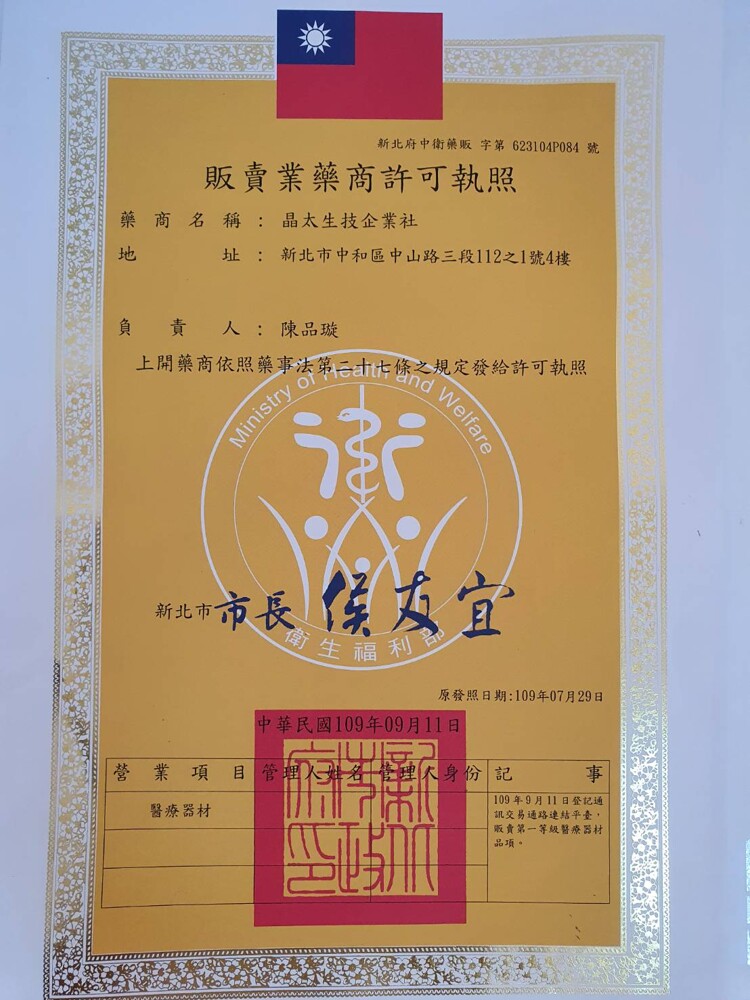 新北府中衛藥販 字第 623104P084 號
販賣業藥商許可執照
藥商名稱：晶太生技企業社
地址：新北市中和區中山路三段112之1號4樓
負責人：陳品璇
上開藥商依照藥事法第二十七條之規定發給許可執照
Ministry of Health and Welfare
衛
新北市市長 侯友宜
衛生福利部
原發照日期:109年07月29日
中華民國109年09月11日
營業項目 管理人姓名 管理人身份 記事
醫療器材
109年9月11日登記通
訊交易通路連結平臺，
販賣第一等級醫療器材
品項。
新北市政府印